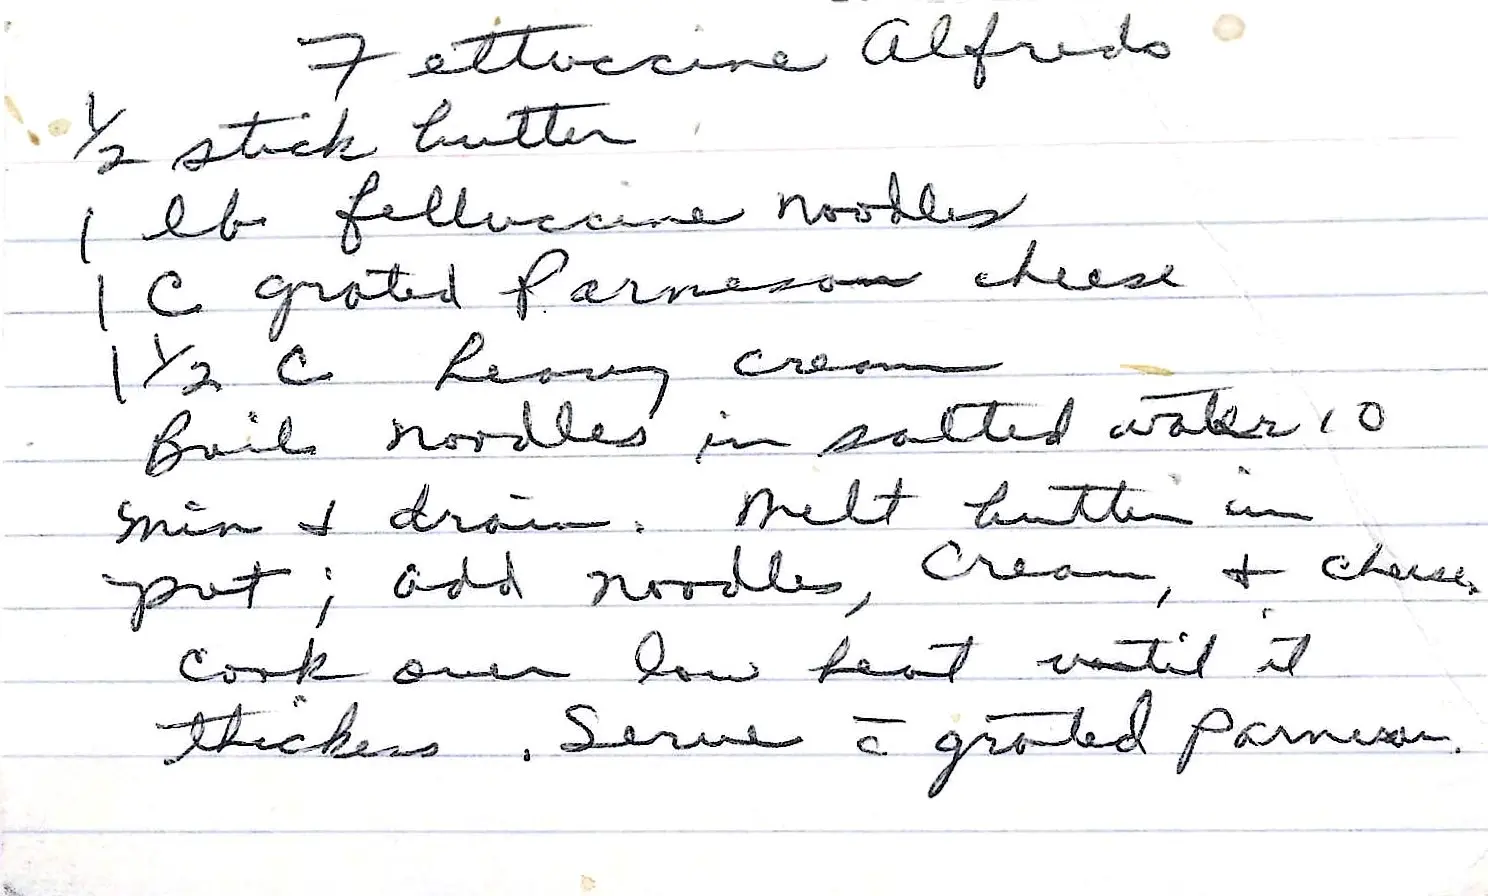 Fettuccine Alfredo
1/2 stick butter
1 lb fettuccine noodles
1 C grated Parmesan cheese
1 1/2 C heavy cream
Boil noodles in salted water 10
min & drain. Melt butter in
pot; add noodles, Cream, & cheese.
Cook over low heat until it
thickens. Serve c̄ grated Parmesan.